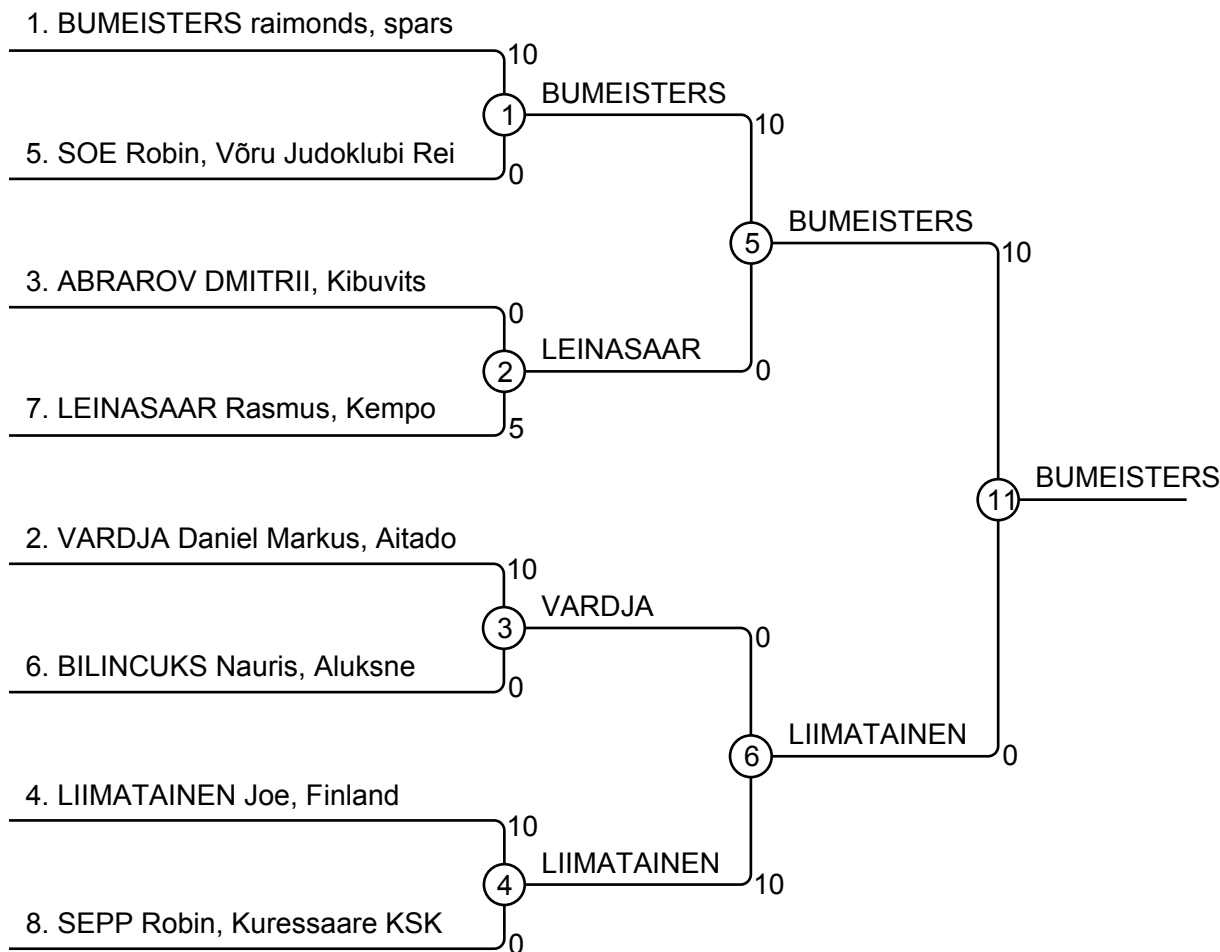 1. BUMEISTERS raimonds, spars
10
1
BUMEISTERS
5. SOE Robin, Võru Judoklubi Rei
0
10
5
BUMEISTERS
3. ABRAROV DMITRII, Kibuvits
0
2
LEINASAAR
0
7. LEINASAAR Rasmus, Kempo
5
10
11
BUMEISTERS
2. VARDJA Daniel Markus, Aitado
10
3
VARDJA
0
6. BILINCUKS Nauris, Aluksne
0
6
LIIMATAINEN
0
4. LIIMATAINEN Joe, Finland
10
4
LIIMATAINEN
10
8. SEPP Robin, Kuressaare KSK
0